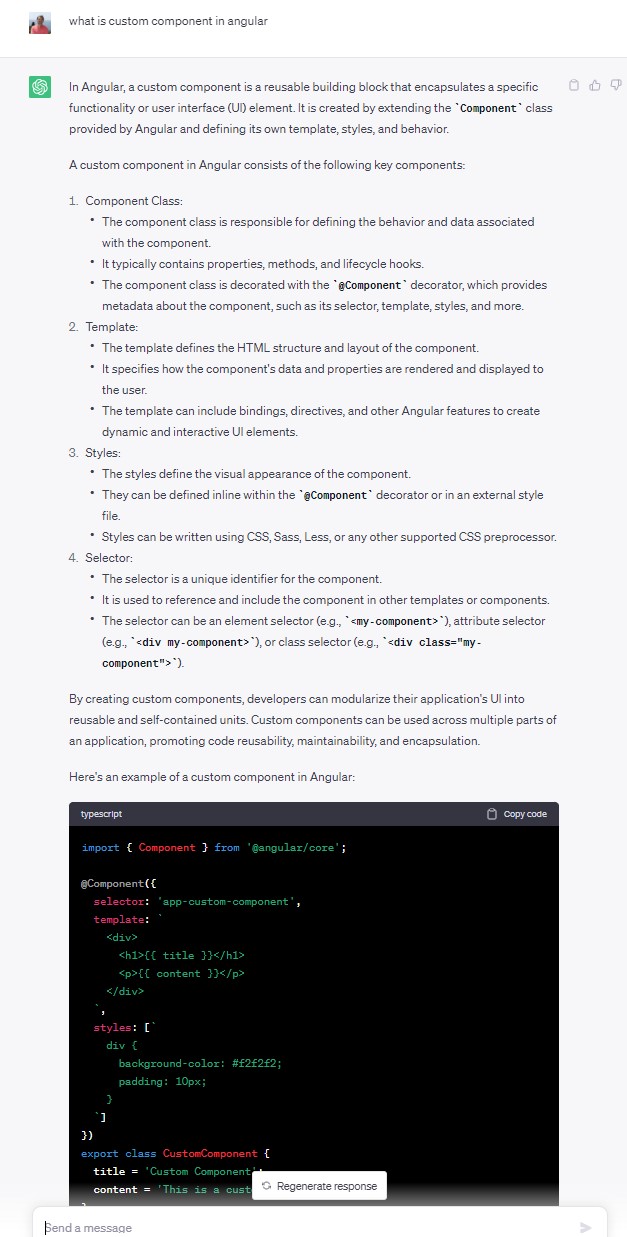 what is custom component in angular
In Angular, a custom component is a reusable building block that encapsulates a specific
functionality or user interface (UI) element. It is created by extending the `Component` class
provided by Angular and defining its own template, styles, and behavior.
A custom component in Angular consists of the following key components:
1. Component Class:
• The component class is responsible for defining the behavior and data associated
with the component.
• It typically contains properties, methods, and lifecycle hooks.
• The component class is decorated with the `@Component` decorator, which provides
metadata about the component, such as its selector, template, styles, and more.
2. Template:
• The template defines the HTML structure and layout of the component.
• It specifies how the component's data and properties are rendered and displayed to
the user.
• The template can include bindings, directives, and other Angular features to create
dynamic and interactive UI elements.
3. Styles:
• The styles define the visual appearance of the component.
• They can be defined inline within the `@Component` decorator or in an external style
file.
• Styles can be written using CSS, Sass, Less, or any other supported CSS preprocessor.
4. Selector:
• The selector is a unique identifier for the component.
• It is used to reference and include the component in other templates or components.
• The selector can be an element selector (e.g., `<my-component>`), attribute selector
(e.g., `<div my-component>`), or class selector (e.g., `<div class="my-
component">`).
By creating custom components, developers can modularize their application's UI into
reusable and self-contained units. Custom components can be used across multiple parts of
an application, promoting code reusability, maintainability, and encapsulation.
Here's an example of a custom component in Angular:
typescript Copy code
import { Component } from '@angular/core';
@Component({
selector: 'app-custom-component',
template: `
<div>
<h1>{{ title }}</h1>
<p>{{ content }}</p>
</div>
`,
styles: [`
div {
background-color: #f2f2f2;
padding: 10px;
}
`]
})
export class CustomComponent {
title = 'Custom Component';
content = 'This is a cust
Regenerate response
Send a message